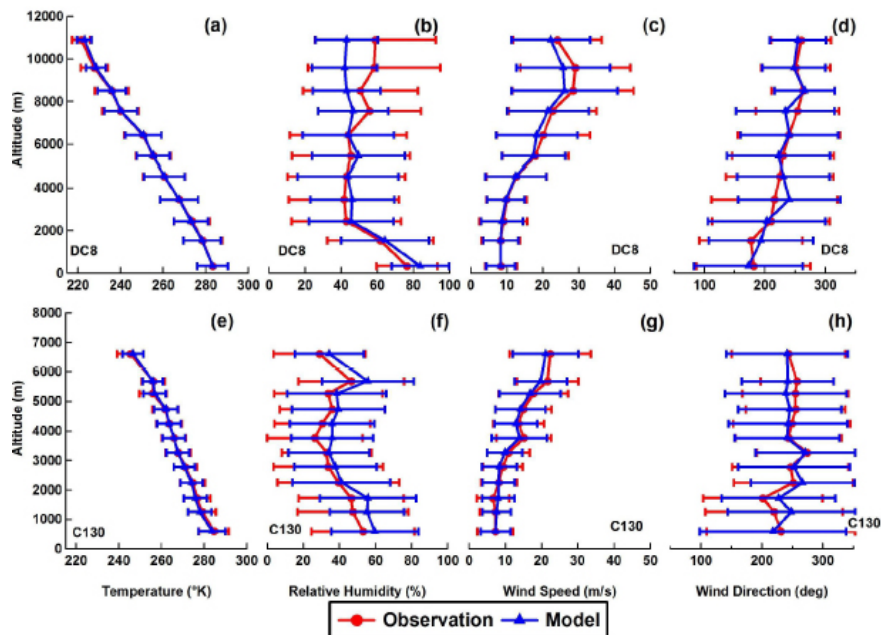 (a) (b) (c) (d)
12000
10000
8000
6000
4000
2000
0
Altitude (m)
DC8 DC8 DC8 DC8
220 240 260 280 300 0 20 40 60 80 100 0 10 20 30 40 50 100 200 300
(e) (f) (g) (h)
8000
7000
6000
5000
4000
3000
2000
1000
0
Altitude (m)
C130 C130 C130 C130
220 240 260 280 300 0 20 40 60 80 100 0 10 20 30 40 50 100 200 300
Temperature (°K) Relative Humidity (%) Wind Speed (m/s) Wind Direction (deg)
Observation Model